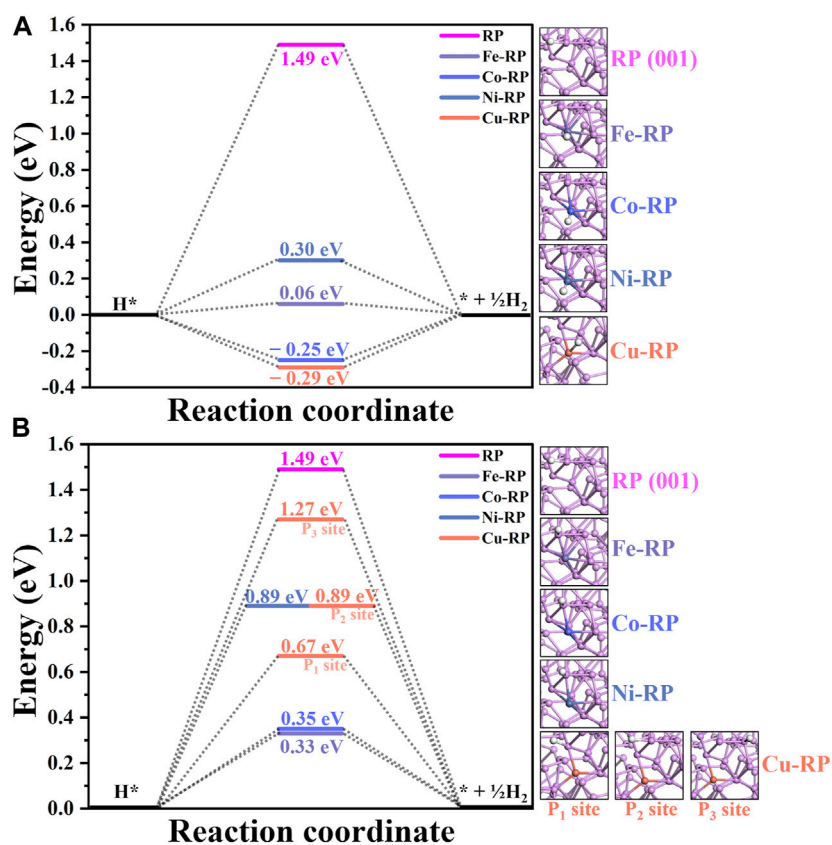 A
Energy (eV)
1.6
1.4
1.2
1.0
0.8
0.6
0.4
0.2
0.0
-0.2
-0.4
1.49 eV
0.30 eV
0.06 eV
− 0.25 eV
− 0.29 eV
H*
* + ½H₂
RP
Fe-RP
Co-RP
Ni-RP
Cu-RP
Reaction coordinate
RP (001)
Fe-RP
Co-RP
Ni-RP
Cu-RP
B
Energy (eV)
1.6
1.4
1.2
1.0
0.8
0.6
0.4
0.2
0.0
1.49 eV
1.27 eV
P₃ site
0.89 eV 0.89 eV
P₂ site
0.67 eV
P₁ site
0.35 eV
0.33 eV
H*
* + ½H₂
RP
Fe-RP
Co-RP
Ni-RP
Cu-RP
Reaction coordinate
RP (001)
Fe-RP
Co-RP
Ni-RP
Cu-RP
P₁ site P₂ site P₃ site